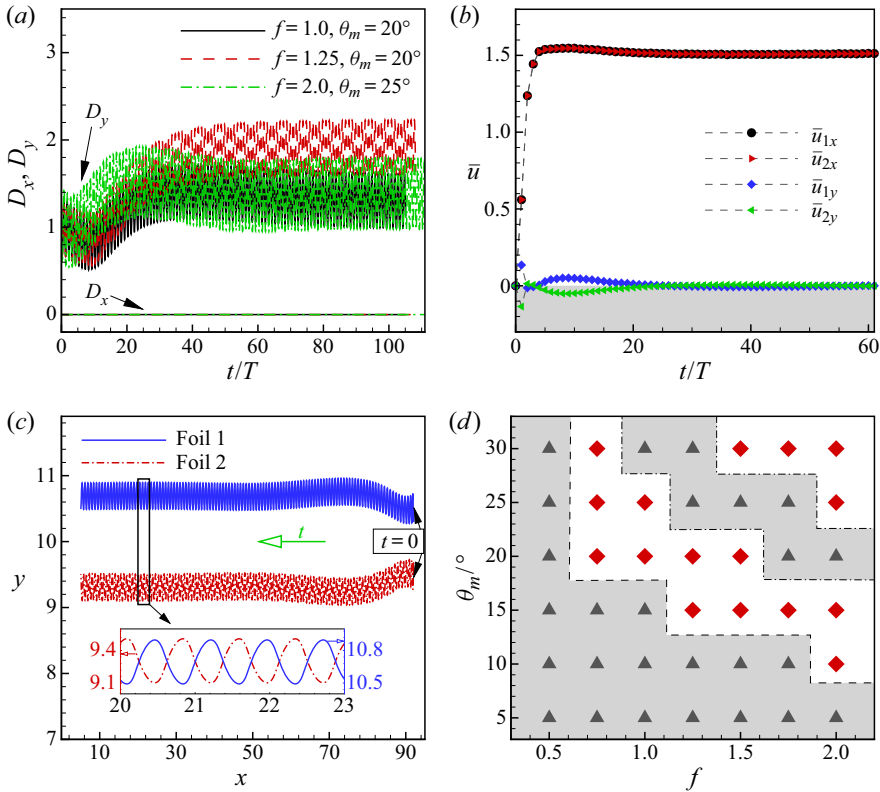 (a)
f = 1.0, θm = 20°
f = 1.25, θm = 20°
f = 2.0, θm = 25°
Dy
Dx
Dx, Dy
3
2
1
0
0 20 40 60 80 100
t/T
(b)
ū1x
ū2x
ū1y
ū2y
ū
1.5
1.0
0.5
0
0 20 40 60
t/T
(c)
Foil 1
Foil 2
t
t = 0
y
11
10
9
8
7
9.4
9.1
10.8
10.5
20 21 22 23
10 30 50 70 90
x
(d)
θm/°
30
25
20
15
10
5
0.5 1.0 1.5 2.0
f